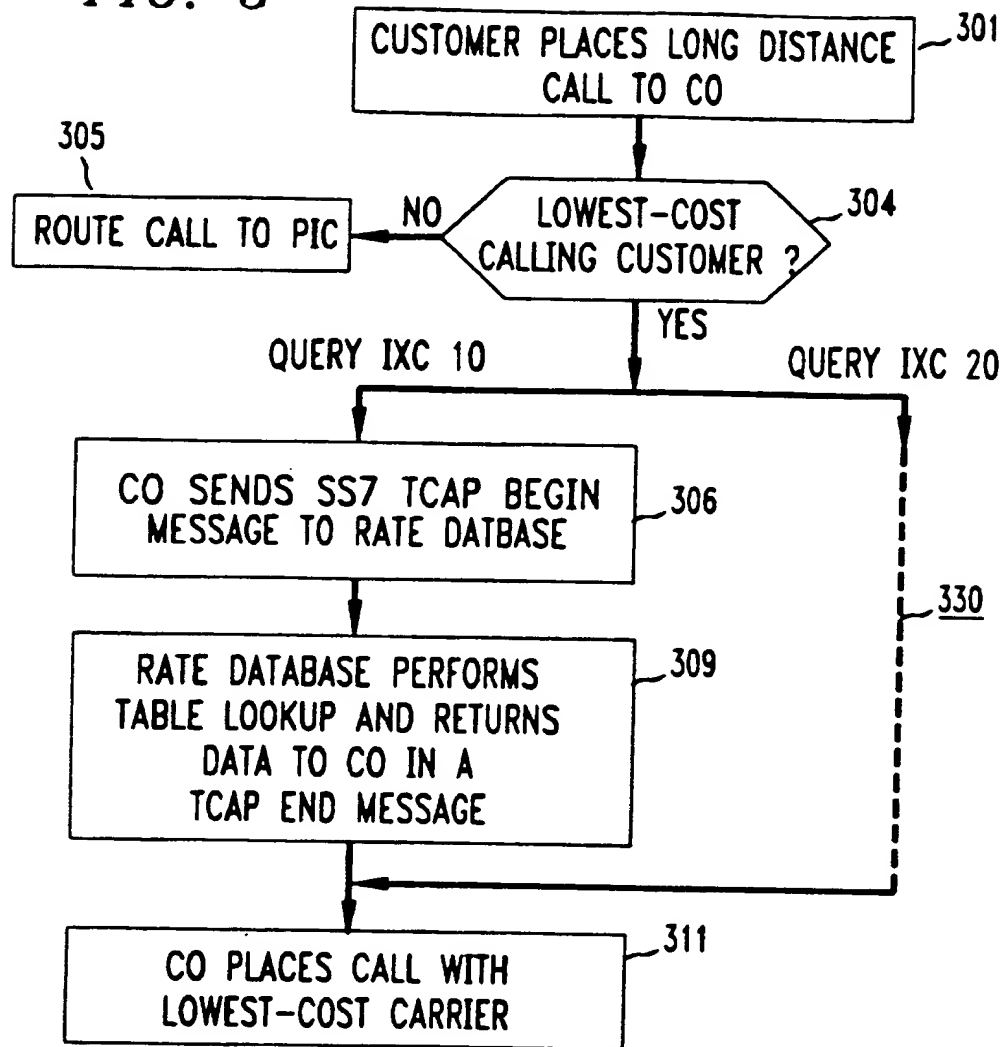 CUSTOMER PLACES LONG DISTANCE
CALL TO CO
301
305
ROUTE CALL TO PIC
NO
LOWEST-COST
CALLING CUSTOMER ?
304
YES
QUERY IXC 10
QUERY IXC 20
CO SENDS SS7 TCAP BEGIN
MESSAGE TO RATE DATBASE
306
330
RATE DATABASE PERFORMS
TABLE LOOKUP AND RETURNS
DATA TO CO IN A
TCAP END MESSAGE
309
CO PLACES CALL WITH
LOWEST-COST CARRIER
311